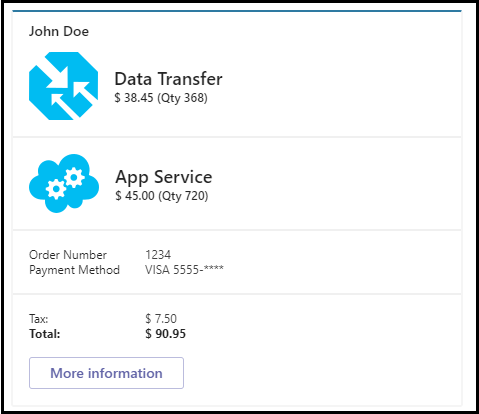 John Doe
Data Transfer
$ 38.45 (Qty 368)
App Service
$ 45.00 (Qty 720)
Order Number 1234
Payment Method VISA 5555-****
Tax: $ 7.50
Total: $ 90.95
More information